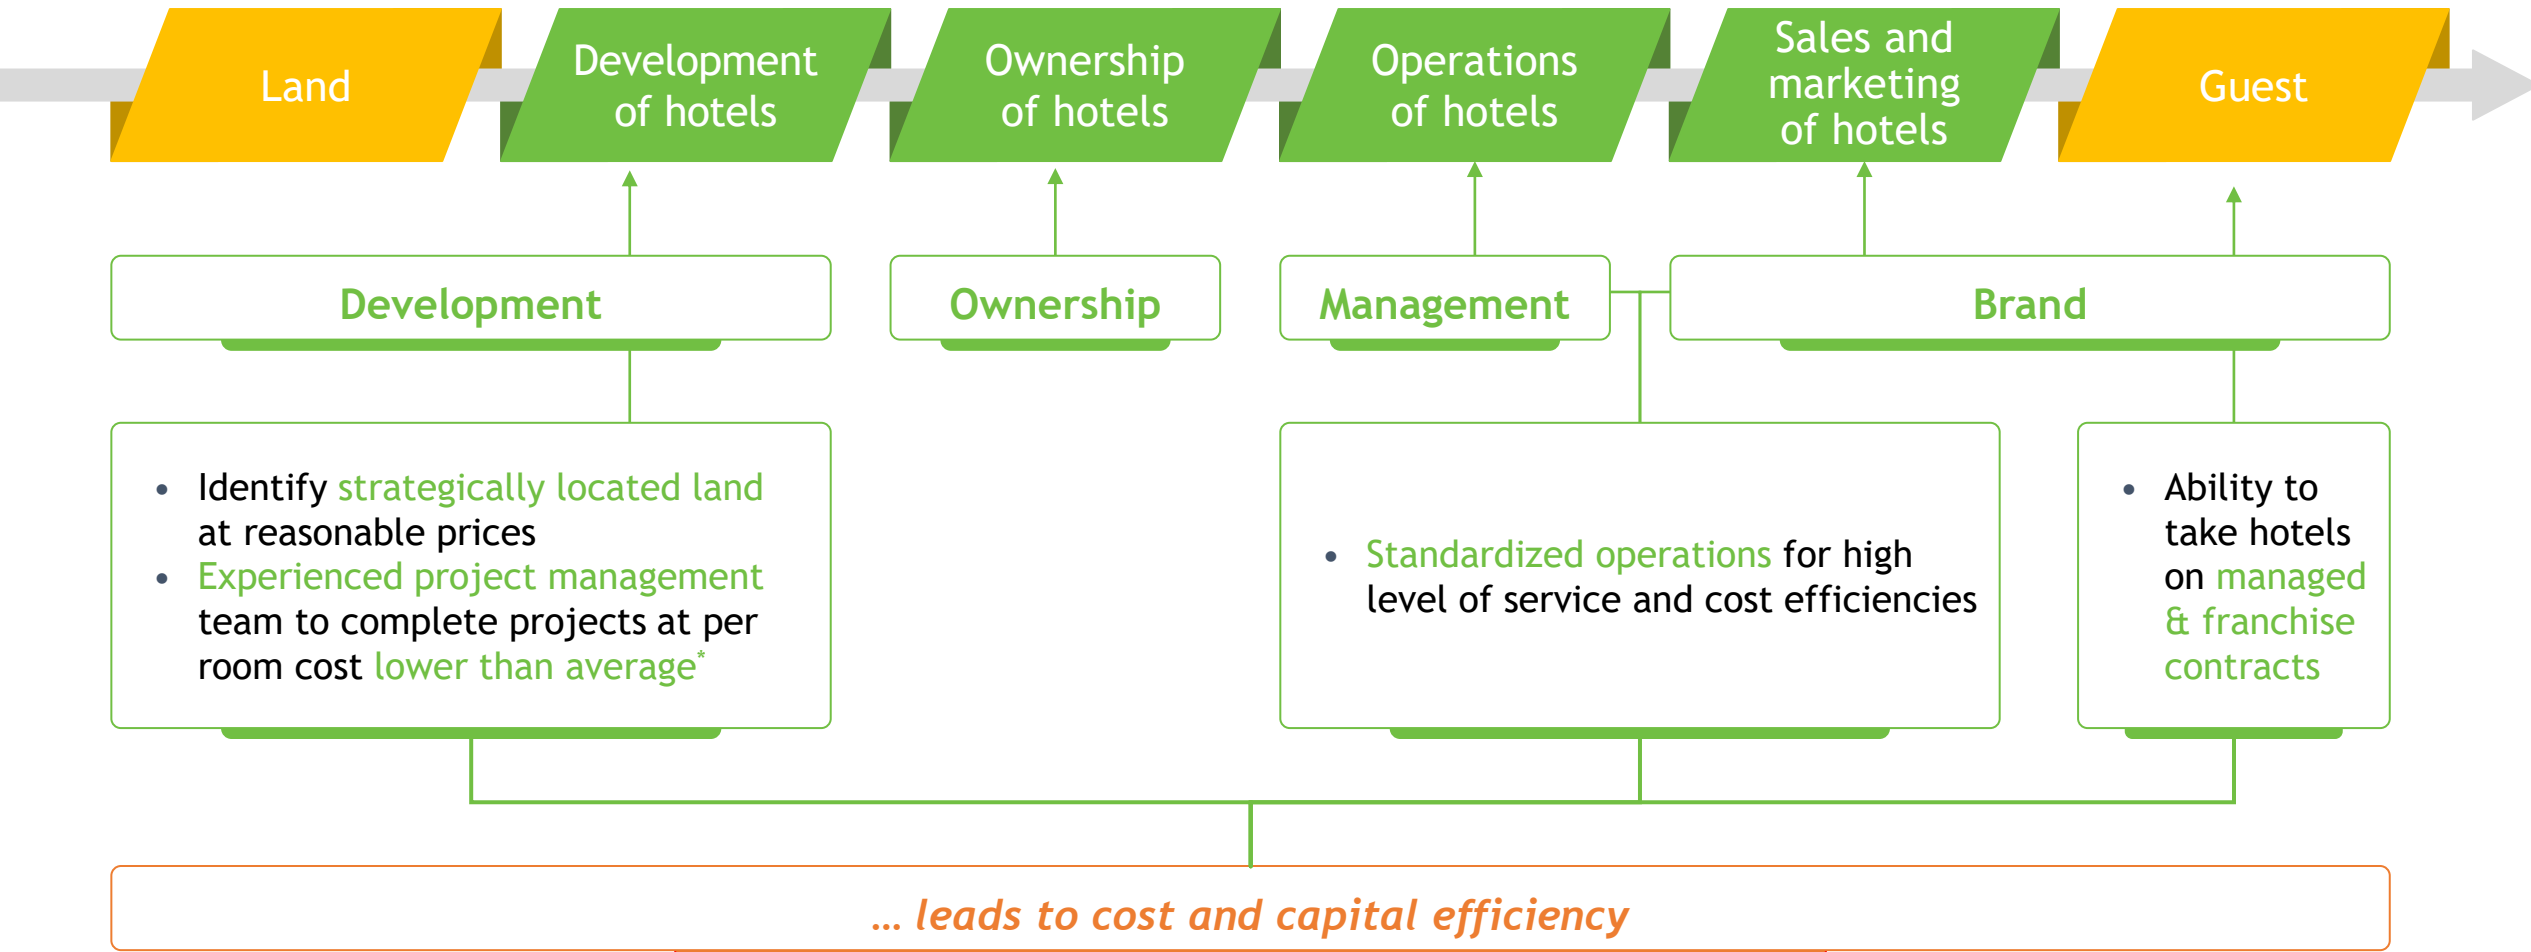 Land
Development
of hotels
Ownership
of hotels
Operations
of hotels
Sales and
marketing
of hotels
Guest
Development
Ownership
Management
Brand
• Identify strategically located land
at reasonable prices
• Experienced project management
team to complete projects at per
room cost lower than average*
• Standardized operations for high
level of service and cost efficiencies
• Ability to
take hotels
on managed
& franchise
contracts
… leads to cost and capital efficiency